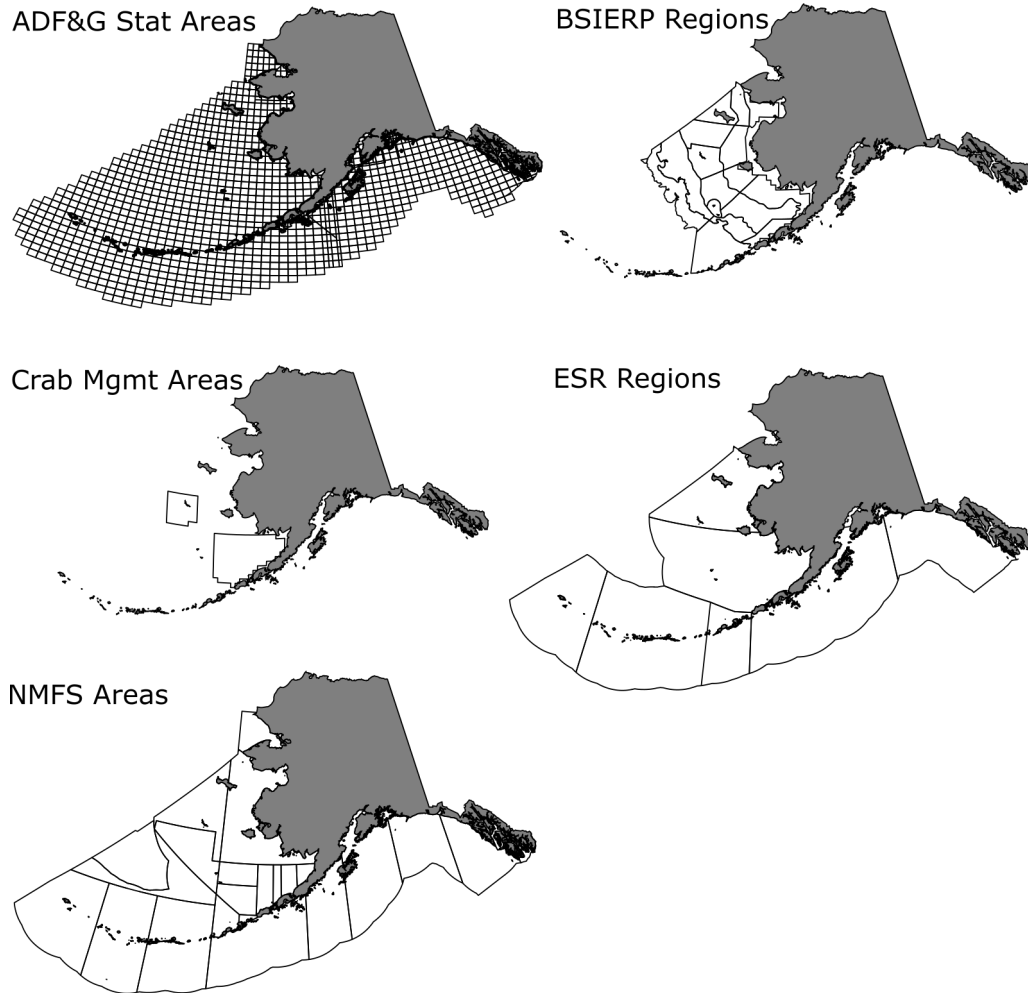 ADF&G Stat Areas
BSIERP Regions
Crab Mgmt Areas
ESR Regions
NMFS Areas